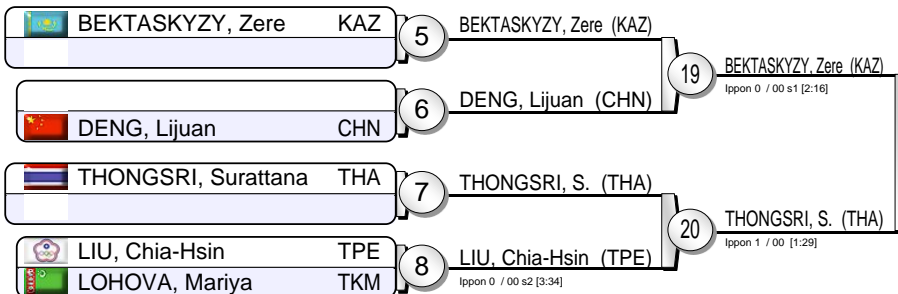 BEKTASKYZY, Zere KAZ
5
BEKTASKYZY, Zere (KAZ)
19
BEKTASKYZY, Zere (KAZ)
Ippon 0 / 00 s1 [2:16]
6
DENG, Lijuan (CHN)
DENG, Lijuan CHN
THONGSRI, Surattana THA
7
THONGSRI, S. (THA)
20
THONGSRI, S. (THA)
Ippon 1 / 00 [1:29]
LIU, Chia-Hsin TPE
8
LIU, Chia-Hsin (TPE)
Ippon 0 / 00 s2 [3:34]
LOHOVA, Mariya TKM